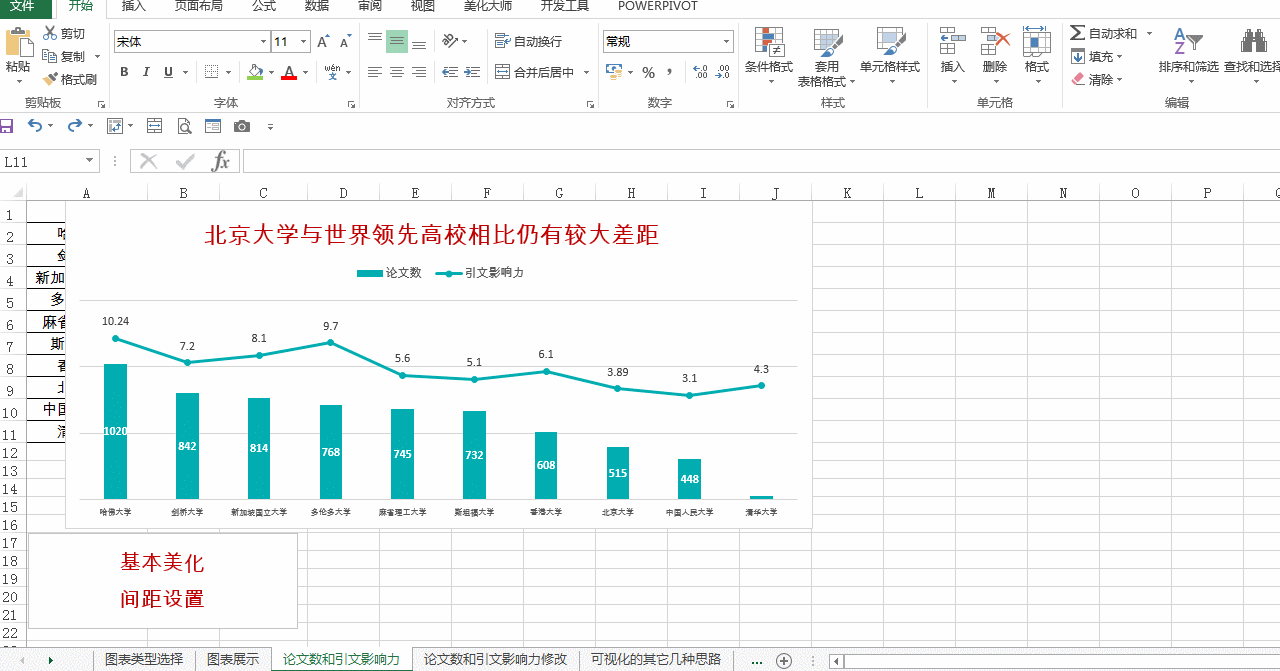 文件 开始 插入 页面布局 公式 数据 审阅 视图 美化大师 开发工具 POWERPIVOT
剪切 宋体 11 自动换行 常规 自动求和
复制 填充
粘贴 格式刷 B I U 合并后居中 % 条件格式 套用 单元格样式 插入 删除 格式 清除 排序和筛选 查找和选择
表格格式
剪贴板 字体 对齐方式 数字 样式 单元格 编辑
L11 fx
A B C D E F G H I J K L M N O P
1
2
3
4 新加
5 多
6
7 斯
8
9 北
10 中国
11 清
12
13
14
15
16
17
18
19
20
21
22
北京大学与世界领先高校相比仍有较大差距
论文数 引文影响力
10.24 7.2 8.1 9.7 5.6 5.1 6.1 3.89 3.1 4.3
1020 842 814 768 745 732 608 515 448
哈佛大学 剑桥大学 新加坡国立大学 多伦多大学 麻省理工大学 斯坦福大学 香港大学 北京大学 中国人民大学 清华大学
基本美化
间距设置
图表类型选择 图表展示 论文数和引文影响力 论文数和引文影响力修改 可视化的其它几种思路 ...